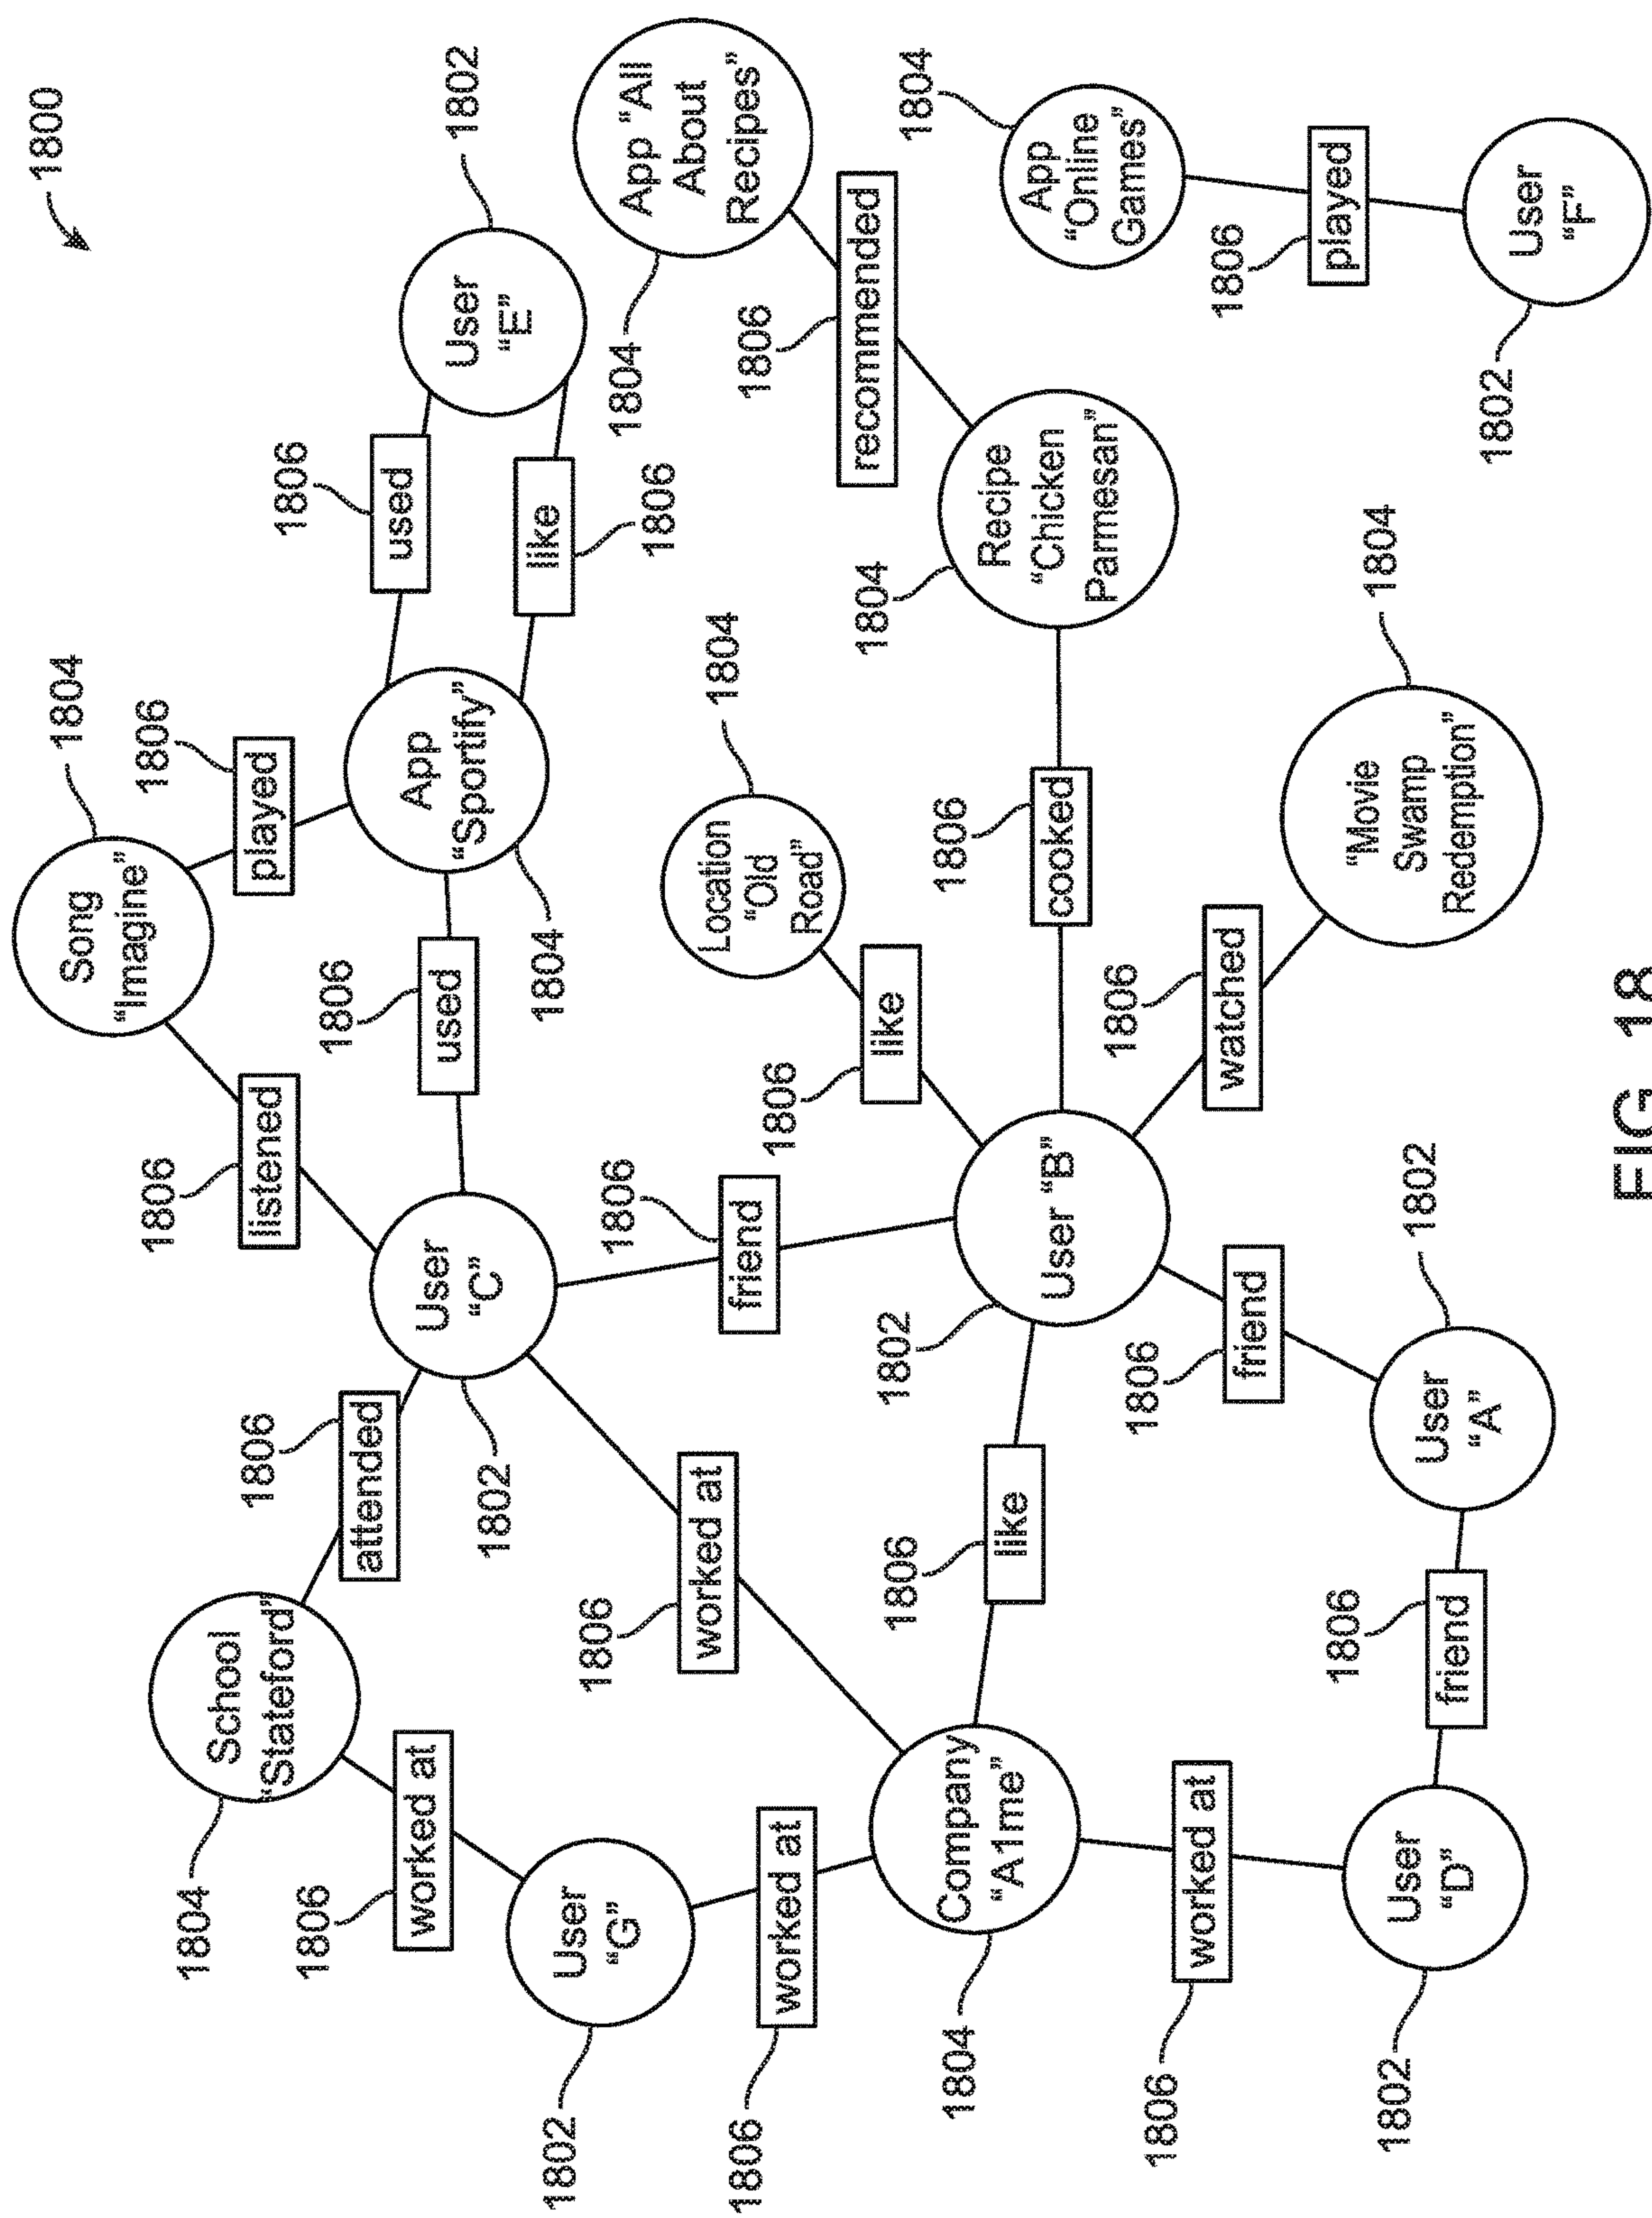 1800
Song
"Imagine"
1804
1806
played
1806
listened
School
"Stateford"
1804
1806
attended
1806
worked at
1806
used
User
"E"
1802
App
"Sportify"
1804
1806
used
1806
like
User
"C"
1802
User
"G"
1802
1806
worked at
1806
worked at
1806
friend
Location
"Old
Road"
1804
App "All
About
Recipes"
1804
1806
recommended
1806
like
Company
"A1me"
1804
1806
like
User "B"
1802
1806
cooked
Recipe
"Chicken
Parmesan"
1804
App
"Online
Games"
1804
1806
worked at
1806
friend
1806
watched
1806
played
User
"D"
1802
1806
friend
User
"A"
1802
"Movie
Swamp
Redemption"
1804
User
"F"
1802
FIG. 18